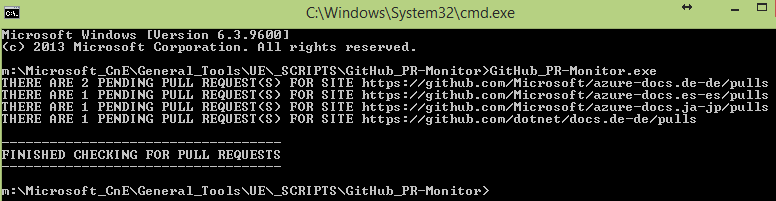 C:\Windows\System32\cmd.exe
Microsoft Windows [Version 6.3.9600]
(c) 2013 Microsoft Corporation. All rights reserved.
m:\Microsoft_CnE\General_Tools\UE\_SCRIPTS\GitHub_PR-Monitor>GitHub_PR-Monitor.exe
THERE ARE 2 PENDING PULL REQUEST(S) FOR SITE https://github.com/Microsoft/azure-docs.de-de/pulls
THERE ARE 1 PENDING PULL REQUEST(S) FOR SITE https://github.com/Microsoft/azure-docs.es-es/pulls
THERE ARE 1 PENDING PULL REQUEST(S) FOR SITE https://github.com/Microsoft/azure-docs.ja-jp/pulls
THERE ARE 1 PENDING PULL REQUEST(S) FOR SITE https://github.com/dotnet/docs.de-de/pulls
-----------------------------------
FINISHED CHECKING FOR PULL REQUESTS
-----------------------------------
m:\Microsoft_CnE\General_Tools\UE\_SCRIPTS\GitHub_PR-Monitor>